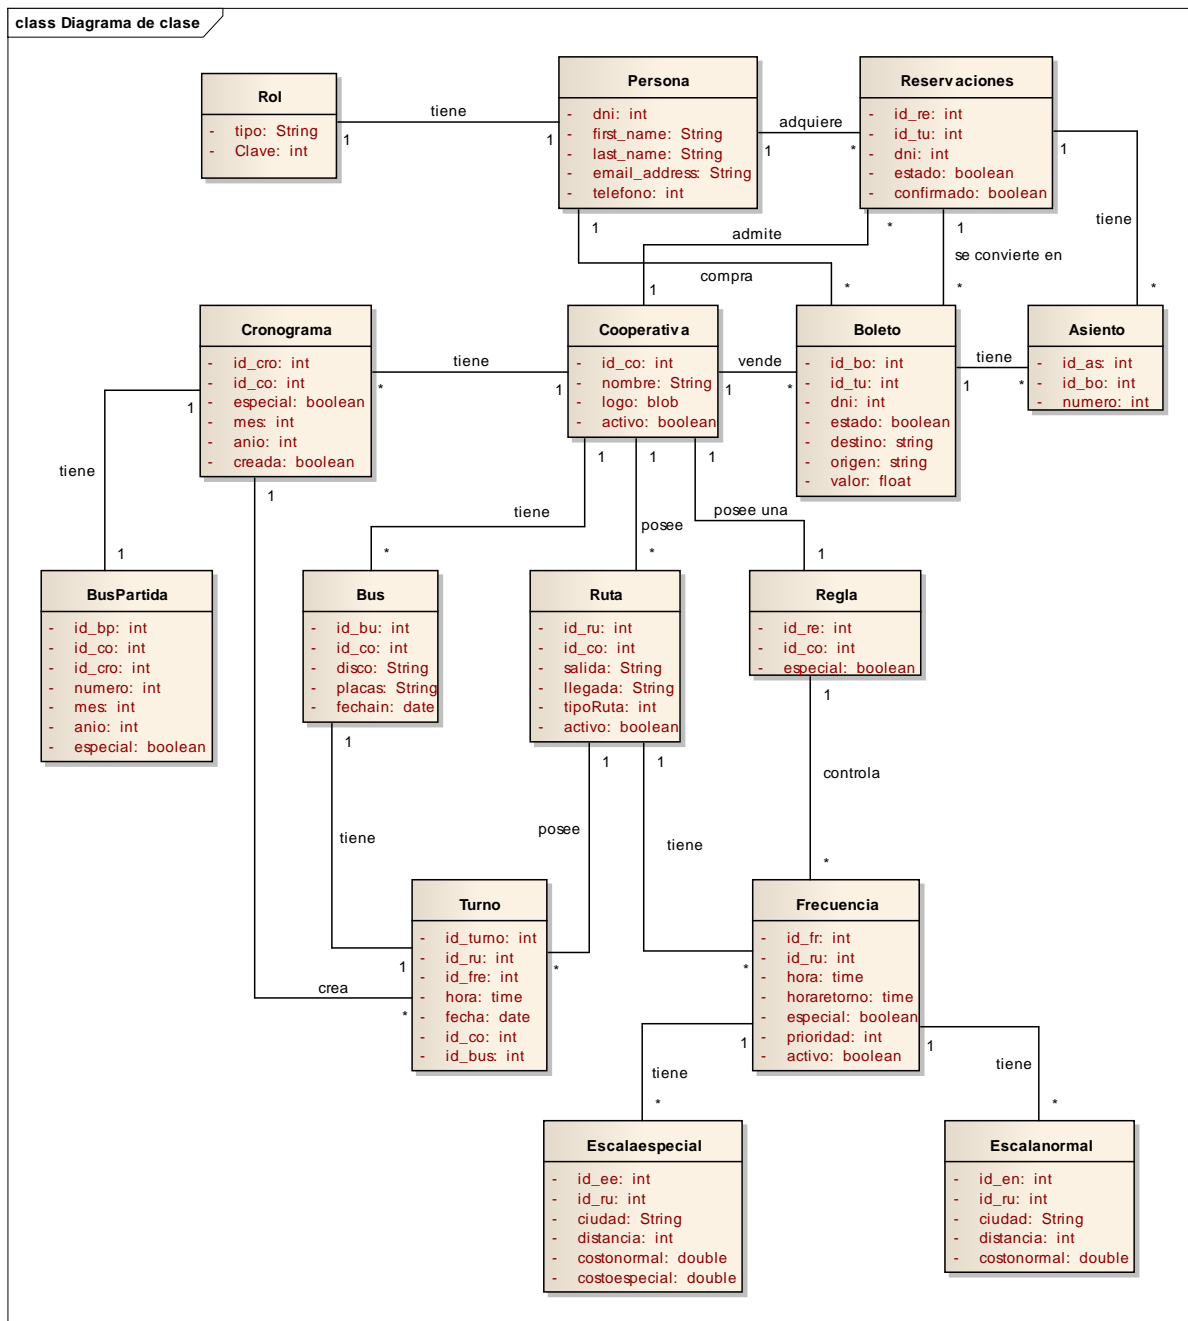 class Diagrama de clase
Rol
- tipo: String
- Clave: int
tiene
1
1
Persona
- dni: int
- first_name: String
- last_name: String
- email_address: String
- telefono: int
adquiere
1
*
Reservaciones
- id_re: int
- id_tu: int
- dni: int
- estado: boolean
- confirmado: boolean
1
tiene
*
1
compra
*
admite
*
1
1
se convierte en
*
Cronograma
- id_cro: int
- id_co: int
- especial: boolean
- mes: int
- anio: int
- creada: boolean
tiene
*
1
Cooperativa
- id_co: int
- nombre: String
- logo: blob
- activo: boolean
vende
1
*
Boleto
- id_bo: int
- id_tu: int
- dni: int
- estado: boolean
- destino: string
- origen: string
- valor: float
tiene
1
*
Asiento
- id_as: int
- id_bo: int
- numero: int
1
tiene
1
1
1
tiene
*
1
posee
*
1
posee una
1
BusPartida
- id_bp: int
- id_co: int
- id_cro: int
- numero: int
- mes: int
- anio: int
- especial: boolean
Bus
- id_bu: int
- id_co: int
- disco: String
- placas: String
- fechain: date
Ruta
- id_ru: int
- id_co: int
- salida: String
- llegada: String
- tipoRuta: int
- activo: boolean
Regla
- id_re: int
- id_co: int
- especial: boolean
1
tiene
1
1
posee
*
1
tiene
*
1
controla
*
crea
*
Turno
- id_turno: int
- id_ru: int
- id_fre: int
- hora: time
- fecha: date
- id_co: int
- id_bus: int
Frecuencia
- id_fr: int
- id_ru: int
- hora: time
- horaretorno: time
- especial: boolean
- prioridad: int
- activo: boolean
1
tiene
*
1
tiene
*
Escalaespecial
- id_ee: int
- id_ru: int
- ciudad: String
- distancia: int
- costonormal: double
- costoespecial: double
Escalanormal
- id_en: int
- id_ru: int
- ciudad: String
- distancia: int
- costonormal: double